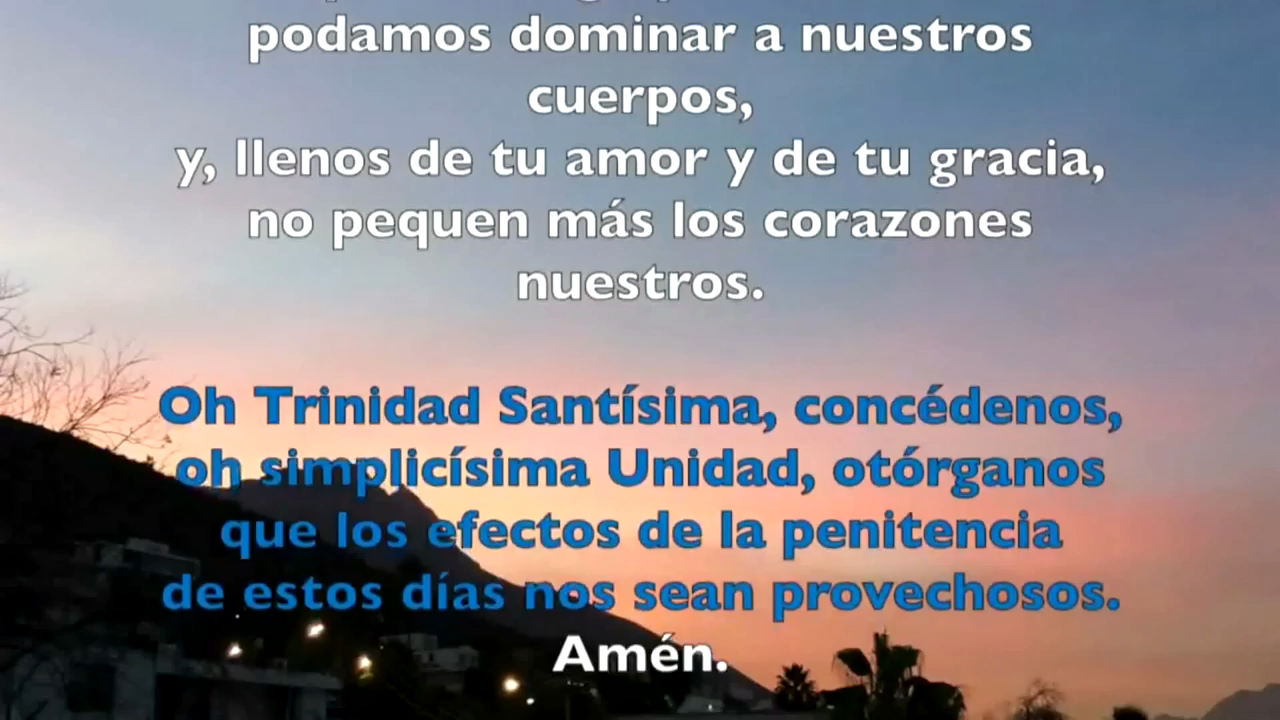 podamos dominar a nuestros
cuerpos,
y, llenos de tu amor y de tu gracia,
no pequen más los corazones
nuestros.
Oh Trinidad Santísima, concédenos,
oh simplicísima Unidad, otórganos
que los efectos de la penitencia
de estos días nos sean provechosos.
Amén.